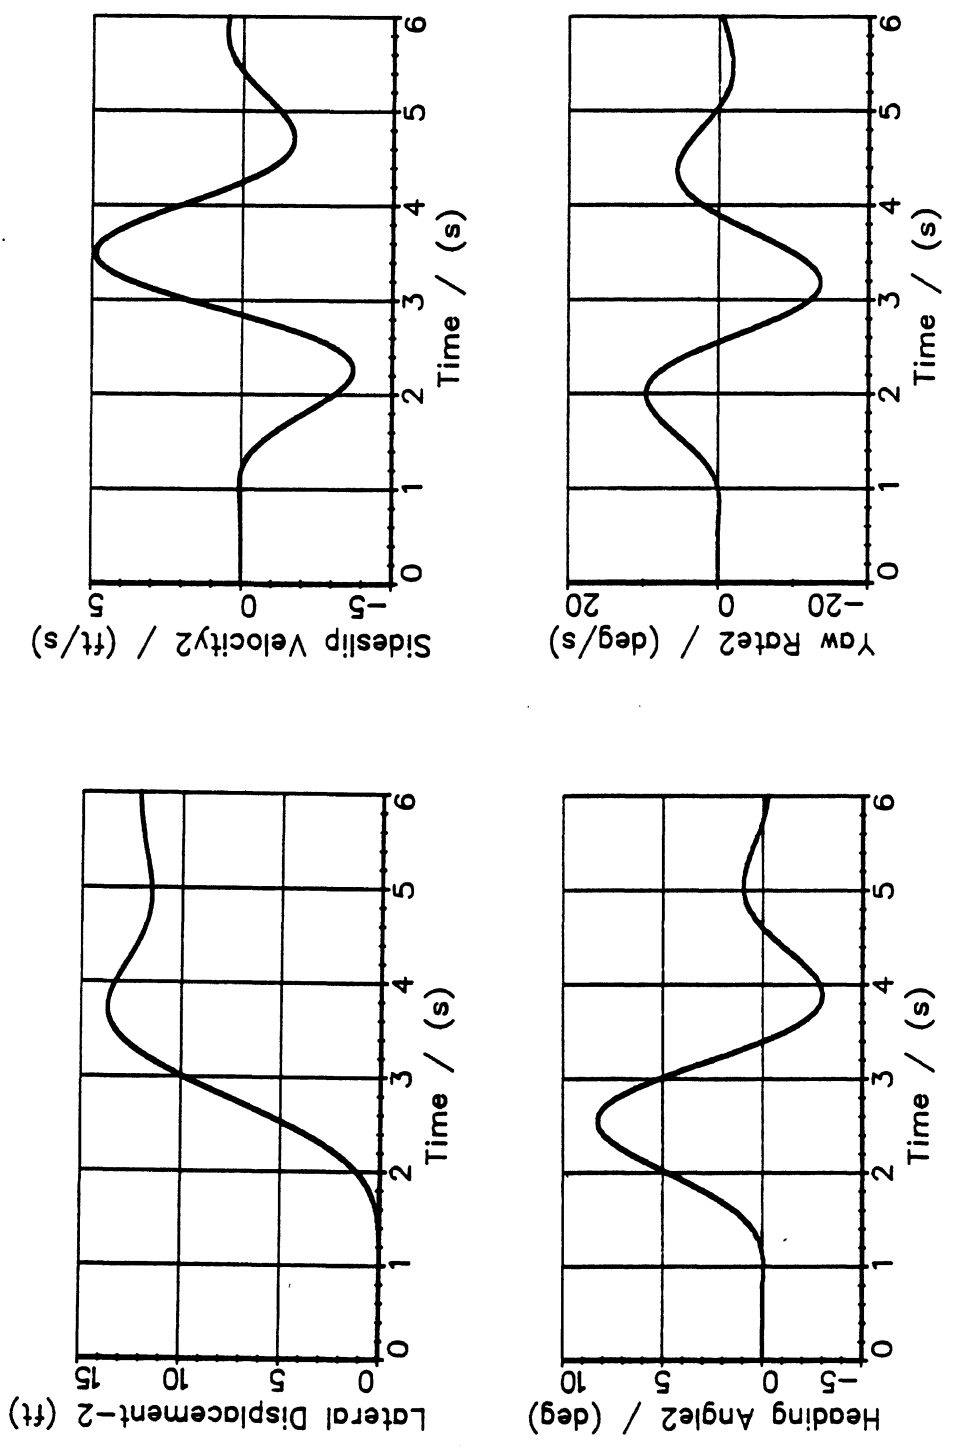 Lateral Displacement-2 (ft)
15
10
5
0
0 1 2 3 4 5 6
Time / (s)
Sideslip Velocity2 / (ft/s)
5
0
-5
0 1 2 3 4 5 6
Time / (s)
Heading Angle2 / (deg)
10
5
0
-5
0 1 2 3 4 5 6
Time / (s)
Yaw Rate2 / (deg/s)
20
0
-20
0 1 2 3 4 5 6
Time / (s)